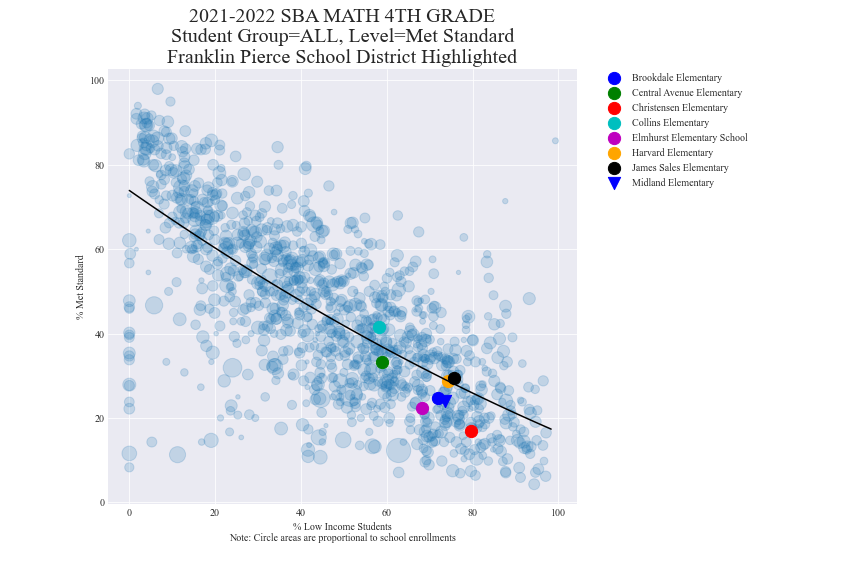 2021-2022 SBA MATH 4TH GRADE
Student Group=ALL, Level=Met Standard
Franklin Pierce School District Highlighted
100
80
60
40
20
0
% Met Standard
0 20 40 60 80 100
% Low Income Students
Note: Circle areas are proportional to school enrollments
Brookdale Elementary
Central Avenue Elementary
Christensen Elementary
Collins Elementary
Elmhurst Elementary School
Harvard Elementary
James Sales Elementary
Midland Elementary